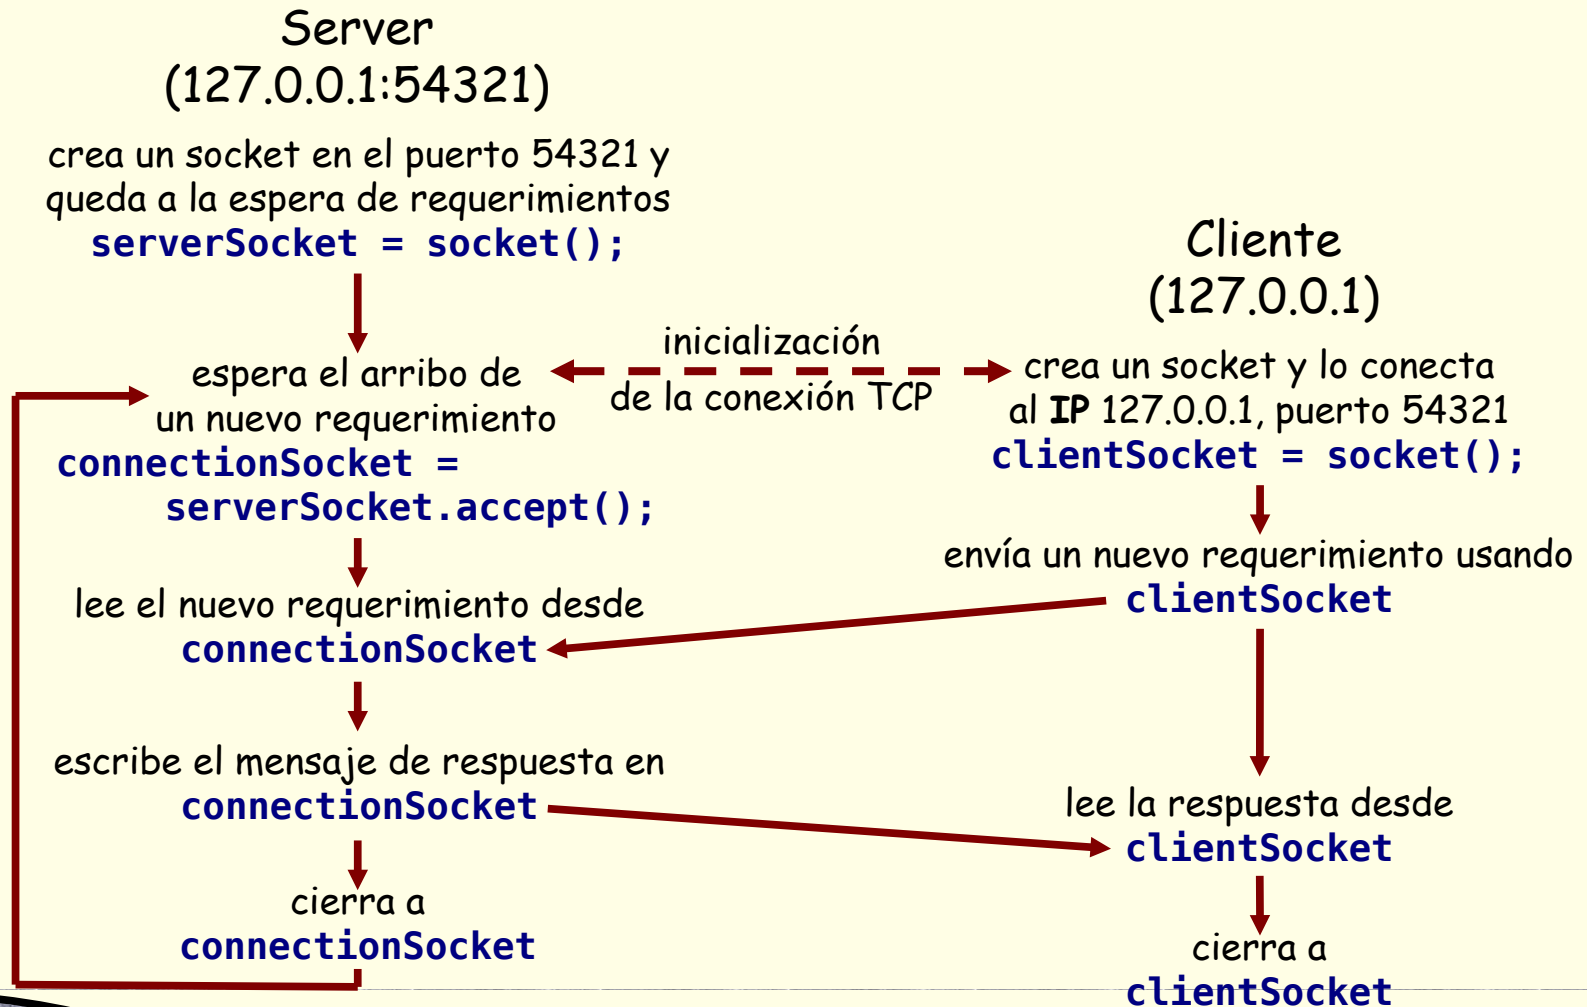 Server
(127.0.0.1:54321)
crea un socket en el puerto 54321 y
queda a la espera de requerimientos
serverSocket = socket();
espera el arribo de
un nuevo requerimiento
connectionSocket =
serverSocket.accept();
lee el nuevo requerimiento desde
connectionSocket
escribe el mensaje de respuesta en
connectionSocket
cierra a
connectionSocket
inicialización
de la conexión TCP
Cliente
(127.0.0.1)
crea un socket y lo conecta
al IP 127.0.0.1, puerto 54321
clientSocket = socket();
envía un nuevo requerimiento usando
clientSocket
lee la respuesta desde
clientSocket
cierra a
clientSocket